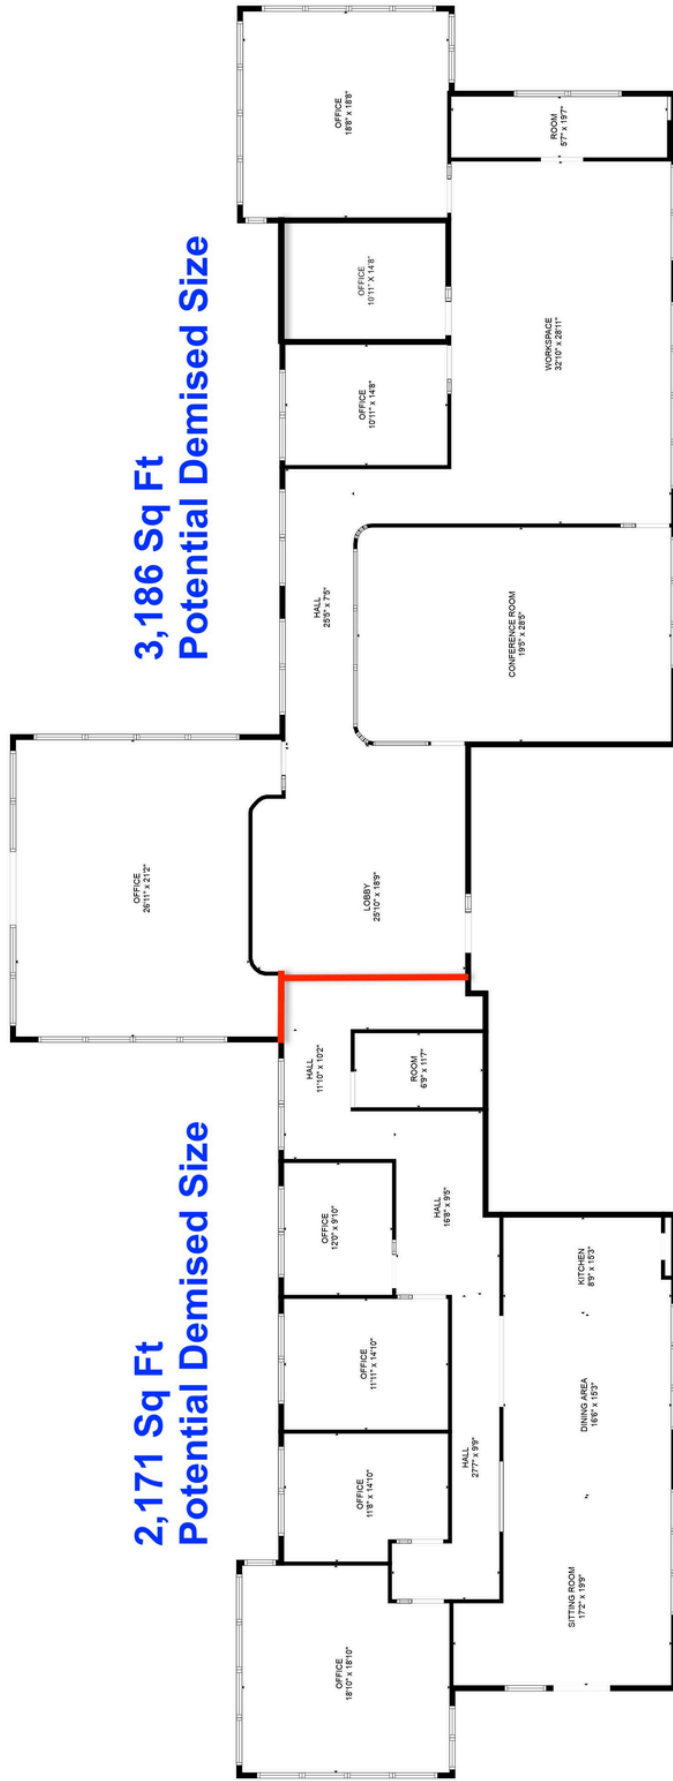 2,171 Sq Ft
Potential Demised Size
3,186 Sq Ft
Potential Demised Size
OFFICE
26'11" x 21'2"
OFFICE
18'10" x 18'10"
OFFICE
11'8" x 14'10"
OFFICE
11'11" x 14'10"
OFFICE
12'0" x 9'10"
HALL
11'10" x 10'2"
ROOM
6'9" x 11'7"
HALL
16'8" x 9'5"
HALL
27'7" x 9'9"
SITTING ROOM
17'2" x 19'9"
DINING AREA
16'6" x 15'3"
KITCHEN
8'9" x 15'3"
LOBBY
25'10" x 18'9"
HALL
25'5" x 7'5"
CONFERENCE ROOM
19'5" x 28'5"
OFFICE
10'11" X 14'8"
OFFICE
10'11" X 14'8"
OFFICE
18'8" x 18'8"
WORKSPACE
32'10" x 28'11"
ROOM
5'7" x 19'7"